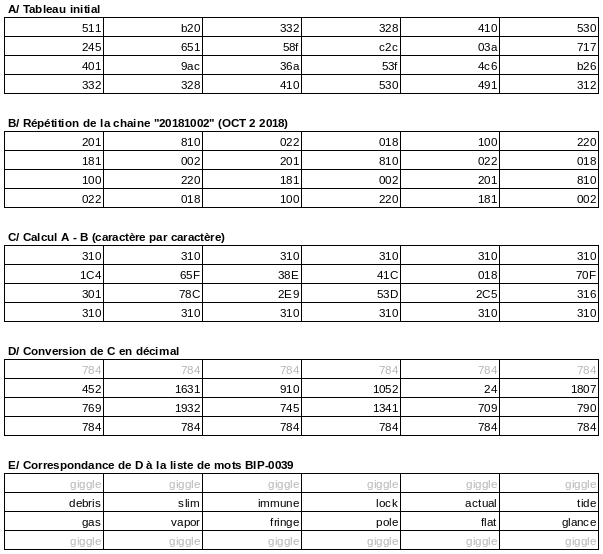 A/ Tableau initial
511 b20 332 328 410 530
245 651 58f c2c 03a 717
401 9ac 36a 53f 4c6 b26
332 328 410 530 491 312
B/ Répétition de la chaine "20181002" (OCT 2 2018)
201 810 022 018 100 220
181 002 201 810 022 018
100 220 181 002 201 810
022 018 100 220 181 002
C/ Calcul A - B (caractère par caractère)
310 310 310 310 310 310
1C4 65F 38E 41C 018 70F
301 78C 2E9 53D 2C5 316
310 310 310 310 310 310
D/ Conversion de C en décimal
784 784 784 784 784 784
452 1631 910 1052 24 1807
769 1932 745 1341 709 790
784 784 784 784 784 784
E/ Correspondance de D à la liste de mots BIP-0039
giggle giggle giggle giggle giggle giggle
debris slim immune lock actual tide
gas vapor fringe pole flat glance
giggle giggle giggle giggle giggle giggle